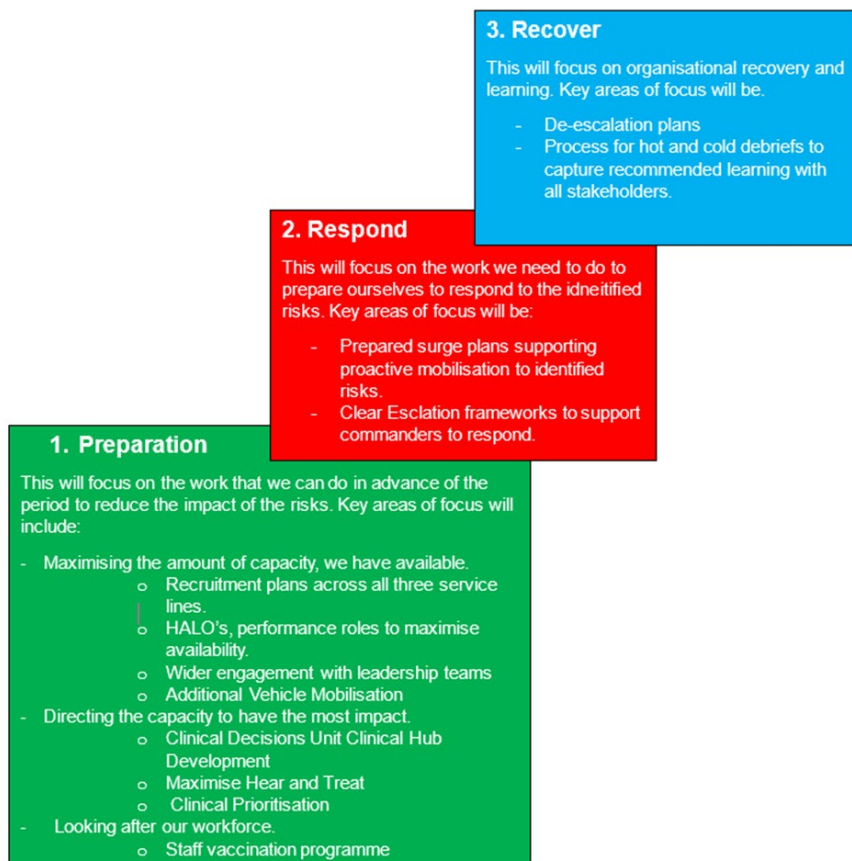 3. Recover
This will focus on organisational recovery and
learning. Key areas of focus will be.
- De-escalation plans
- Process for hot and cold debriefs to
capture recommended learning with
all stakeholders.
2. Respond
This will focus on the work we need to do to
prepare ourselves to respond to the idneitified
risks. Key areas of focus will be:
- Prepared surge plans supporting
proactive mobilisation to identified
risks.
- Clear Esclation frameworks to support
commanders to respond.
1. Preparation
This will focus on the work that we can do in advance of the
period to reduce the impact of the risks. Key areas of focus will
include:
- Maximising the amount of capacity, we have available.
o Recruitment plans across all three service
lines.
o HALO's, performance roles to maximise
availability.
o Wider engagement with leadership teams
o Additional Vehicle Mobilisation
- Directing the capacity to have the most impact.
o Clinical Decisions Unit Clinical Hub
Development
o Maximise Hear and Treat
o Clinical Prioritisation
- Looking after our workforce.
o Staff vaccination programme